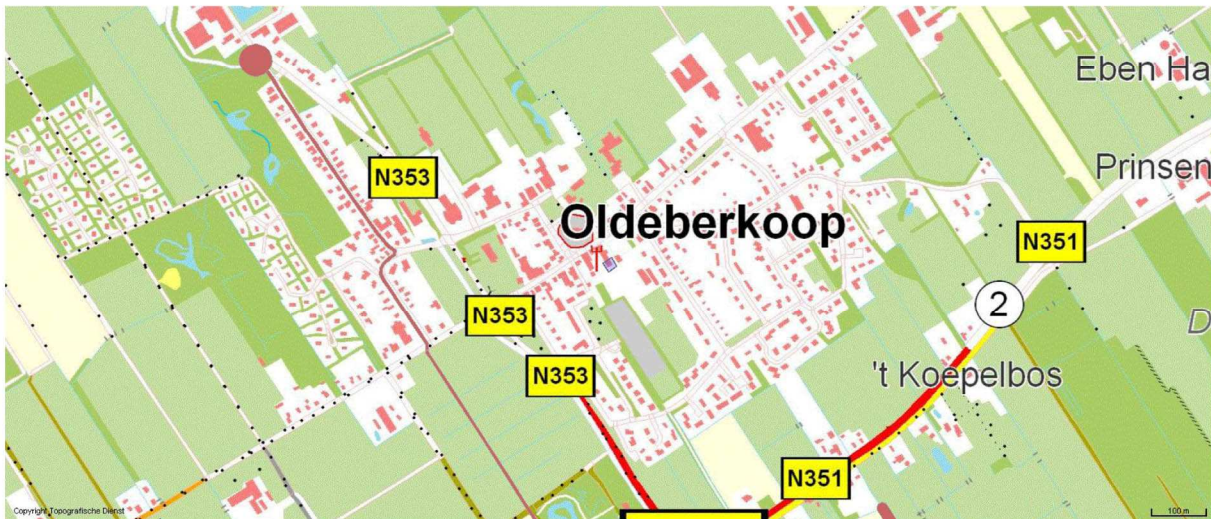 Eben Ha
N353
Prinsen
Oldeberkoop
N351
2
N353
D
N353
't Koepelbos
N351
Copyright Topografische Dienst
100 m